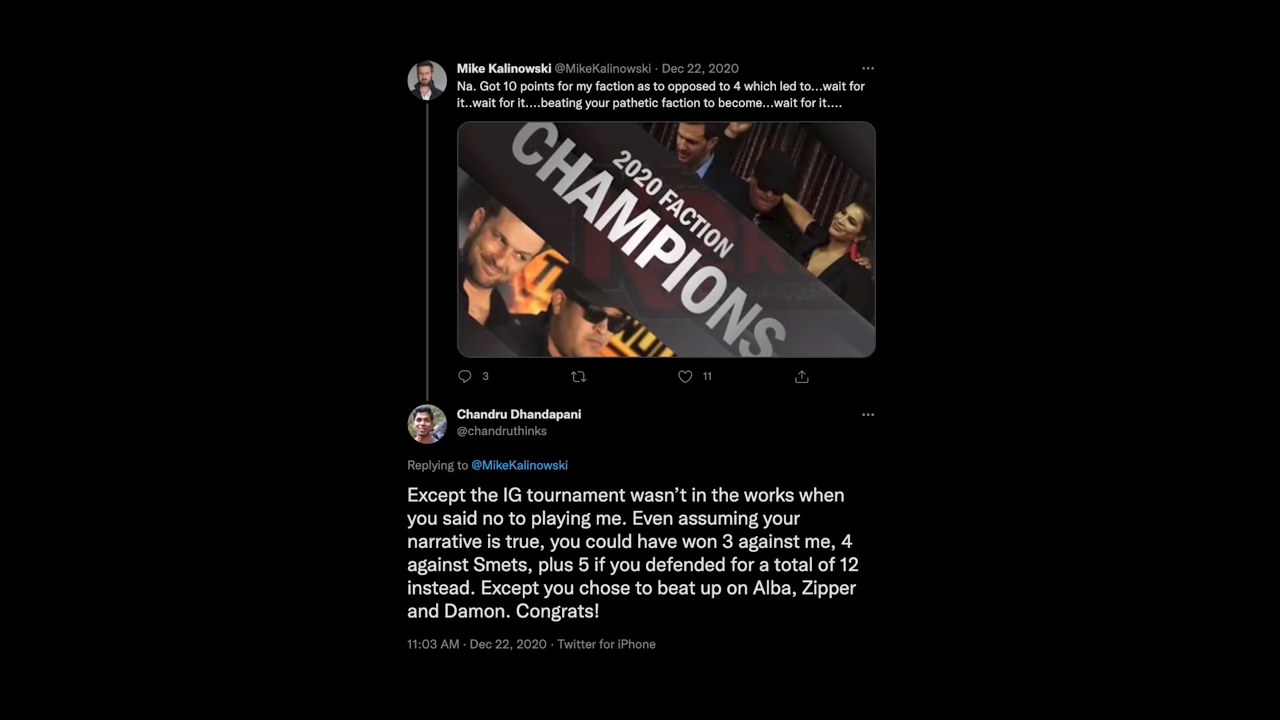 Mike Kalinowski @MikeKalinowski · Dec 22, 2020
Na. Got 10 points for my faction as to opposed to 4 which led to...wait for
it..wait for it....beating your pathetic faction to become...wait for it....
2020 FACTION
CHAMPIONS
3
11
Chandru Dhandapani
@chandruthinks
Replying to @MikeKalinowski
Except the IG tournament wasn’t in the works when
you said no to playing me. Even assuming your
narrative is true, you could have won 3 against me, 4
against Smets, plus 5 if you defended for a total of 12
instead. Except you chose to beat up on Alba, Zipper
and Damon. Congrats!
11:03 AM · Dec 22, 2020 · Twitter for iPhone